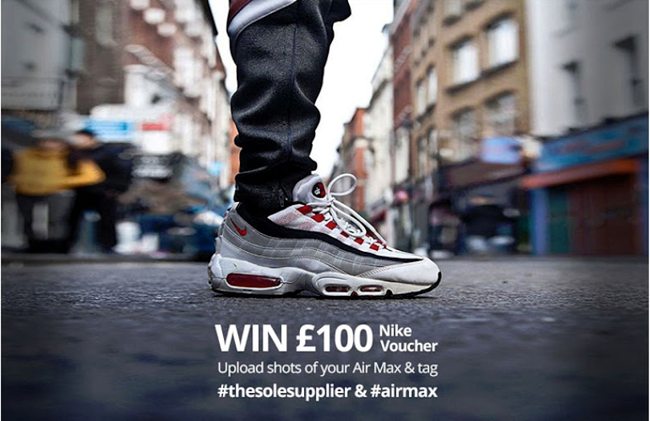 WIN £100 Nike Voucher
Upload shots of your Air Max & tag
#thesolesupplier & #airmax